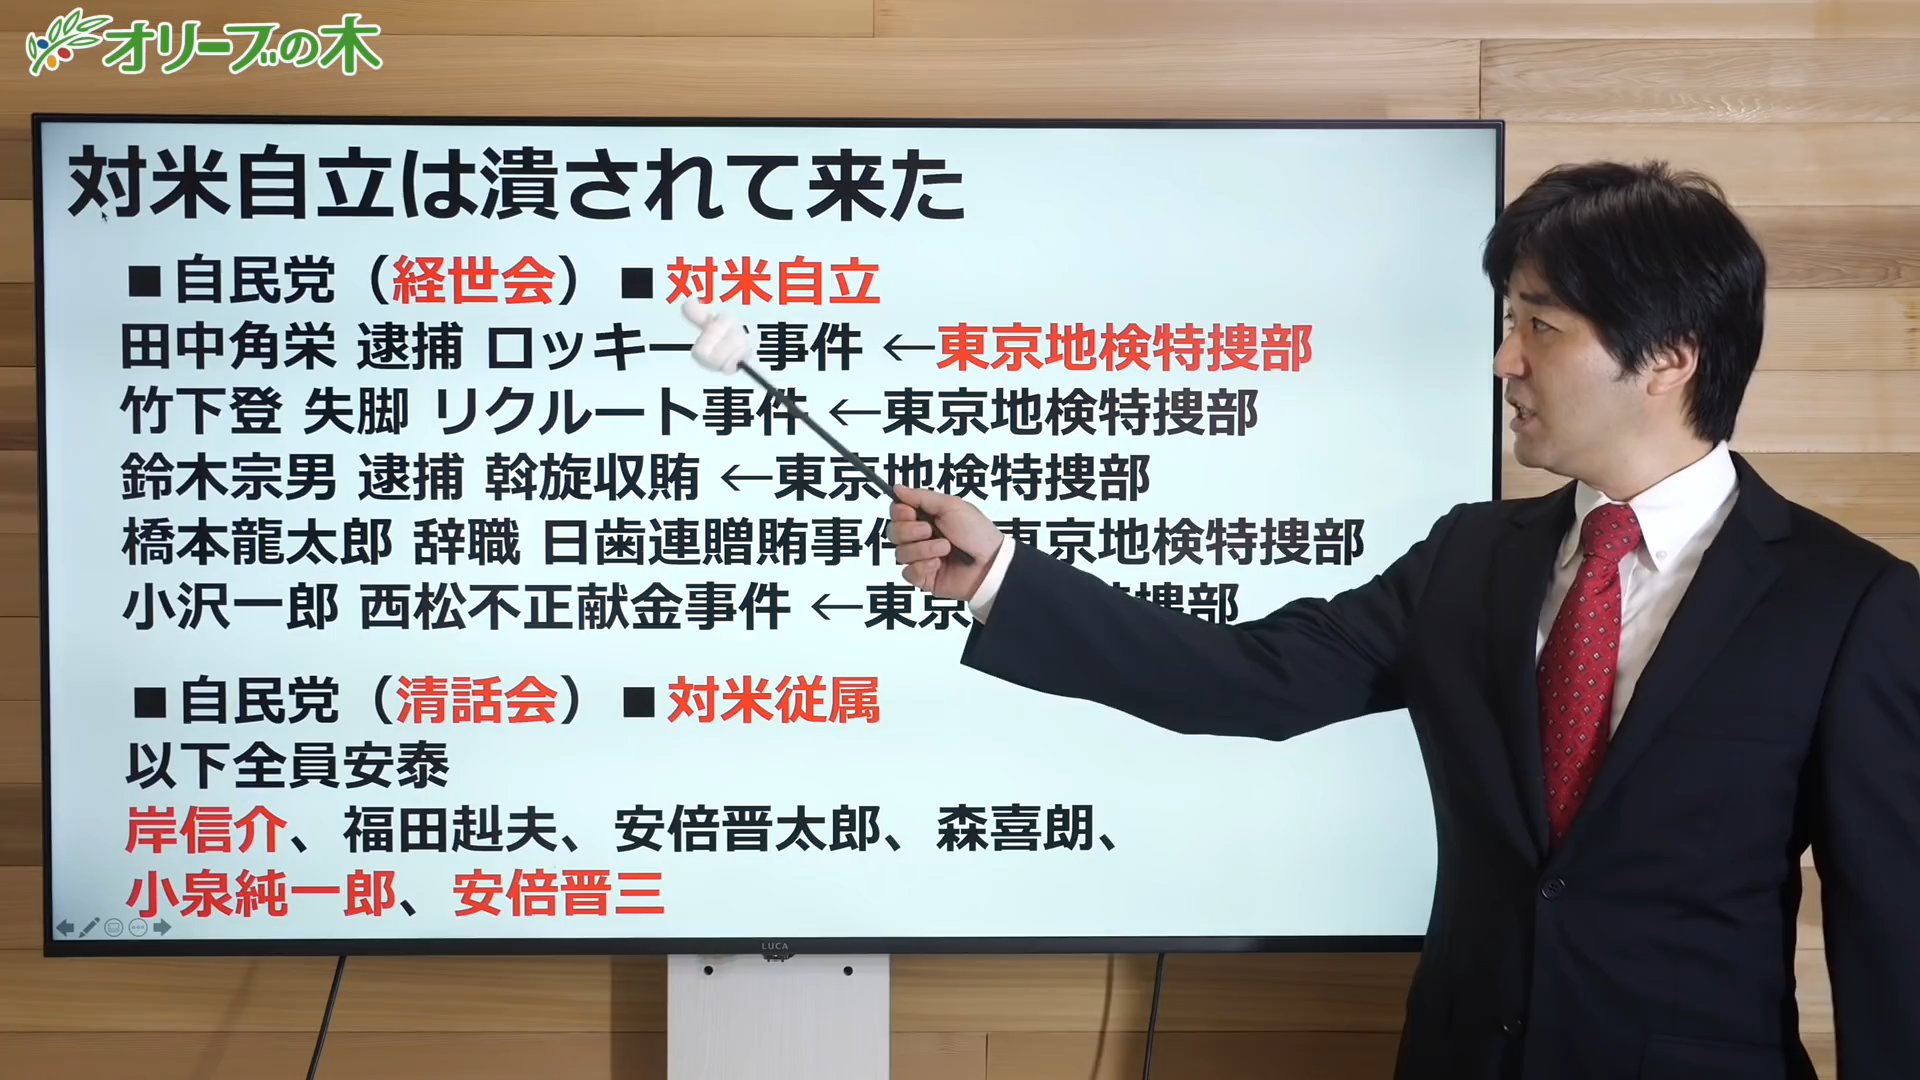 オリーブの木
対米自立は潰されて来た
■自民党（経世会）■対米自立
田中角栄 逮捕 ロッキー 事件 ←東京地検特捜部
竹下登 失脚 リクルート事件 ←東京地検特捜部
鈴木宗男 逮捕 斡旋収賄 ←東京地検特捜部
橋本龍太郎 辞職 日歯連贈賄事件 東京地検特捜部
小沢一郎 西松不正献金事件 ←東京 特捜部
■自民党（清話会）■対米従属
以下全員安泰
岸信介、福田赳夫、安倍晋太郎、森喜朗、
小泉純一郎、安倍晋三
LUCA